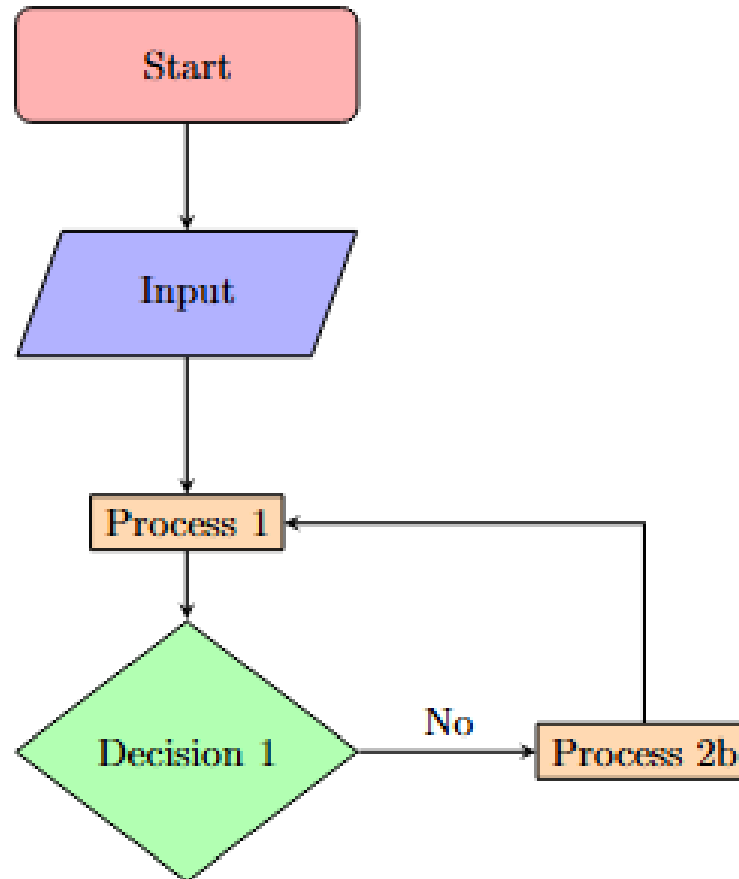 Start
Input
Process 1
No
Decision 1
Process 2b